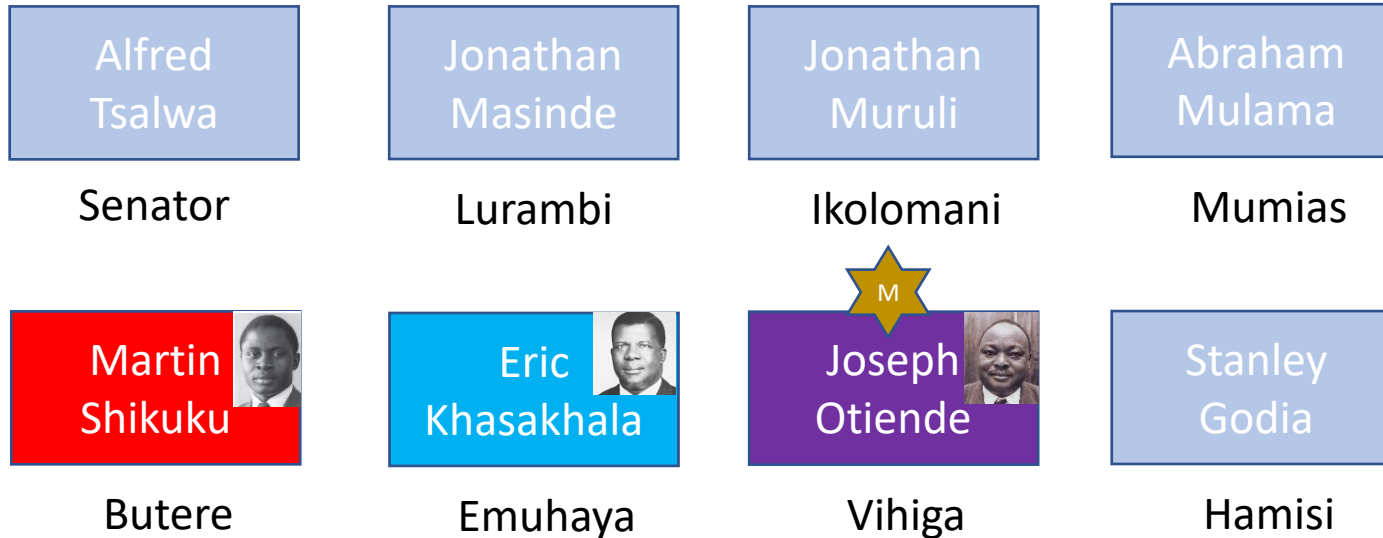 Alfred
Tsalwa
Jonathan
Masinde
Jonathan
Muruli
Abraham
Mulama
Senator
Lurambi
Ikolomani
Mumias
M
Martin
Shikuku
Eric
Khasakhala
Joseph
Otiende
Stanley
Godia
Butere
Emuhaya
Vihiga
Hamisi